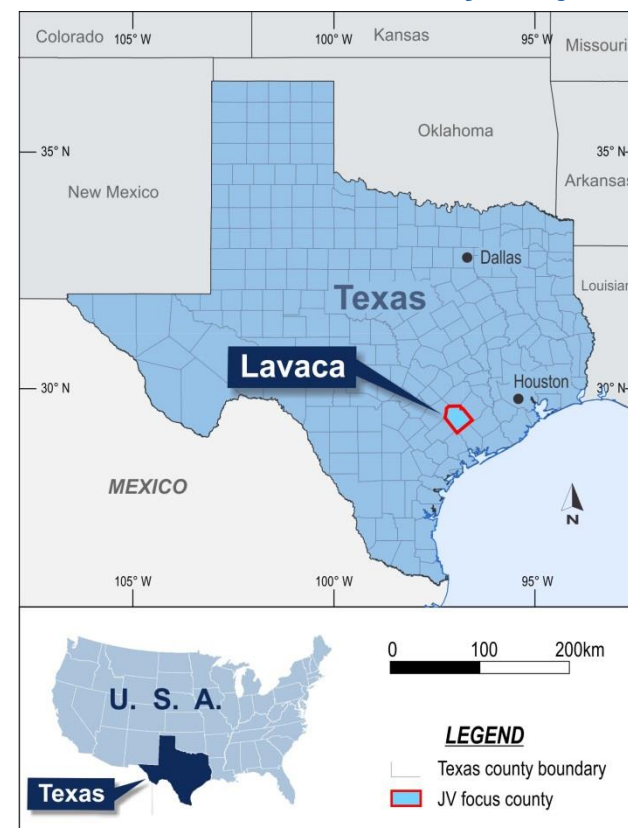 Colorado
105° W
100° W
Kansas
95° W
Missouri
35° N
Oklahoma
35° N
New Mexico
Arkansas
Dallas
Texas
Louisian
Lavaca
30° N
Houston
30° N
MEXICO
N
105° W
100° W
95° W
0 100 200km
U. S. A.
LEGEND
Texas county boundary
Texas
JV focus county